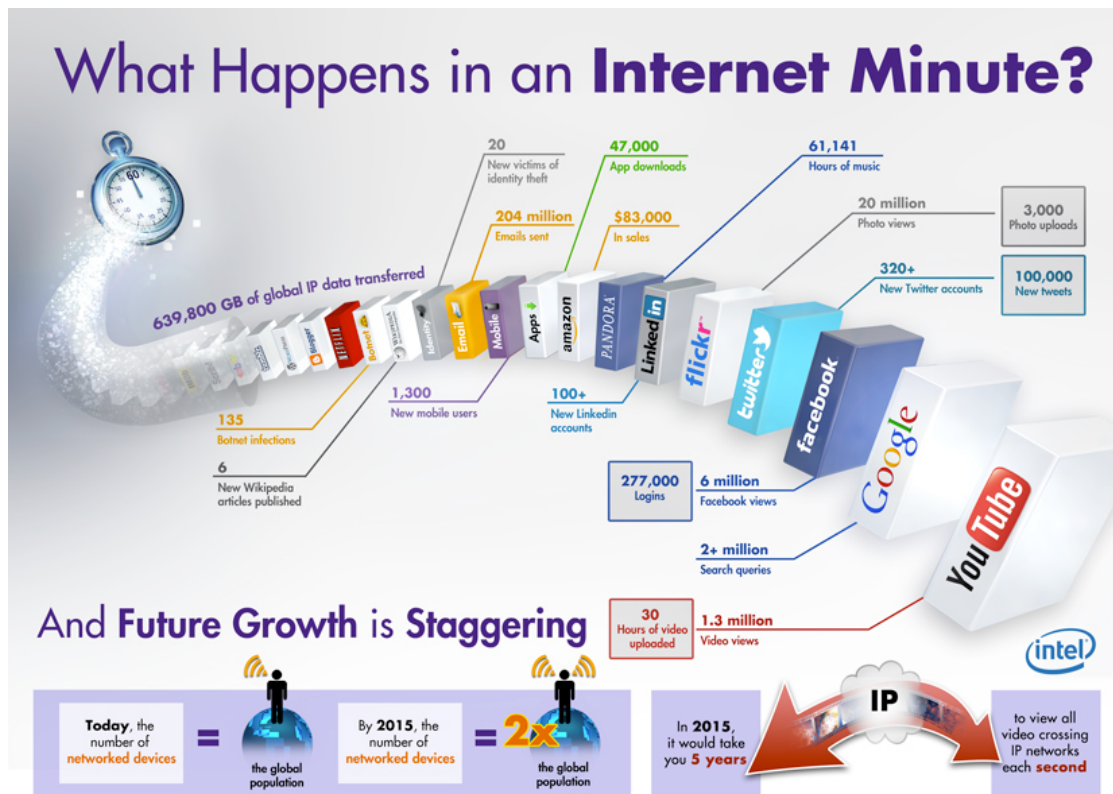 What Happens in an Internet Minute?
60
20
New victims of
identity theft
47,000
App downloads
61,141
Hours of music
204 million
Emails sent
$83,000
In sales
20 million
Photo views
3,000
Photo uploads
320+
New Twitter accounts
100,000
New tweets
639,800 GB of global IP data transferred
Blogger
NETFLIX
Botnet
WIKIPEDIA
Identity
Email
Mobile
Apps
amazon
PANDORA
Linked in
flickr
twitter
facebook
Google
YouTube
135
Botnet infections
6
New Wikipedia
articles published
1,300
New mobile users
100+
New Linkedin
accounts
277,000
Logins
6 million
Facebook views
2+ million
Search queries
30
Hours of video
uploaded
1.3 million
Video views
And Future Growth is Staggering
intel
Today, the
number of
networked devices
=
the global
population
By 2015, the
number of
networked devices
=
2x
the global
population
In 2015,
it would take
you 5 years
IP
to view all
video crossing
IP networks
each second